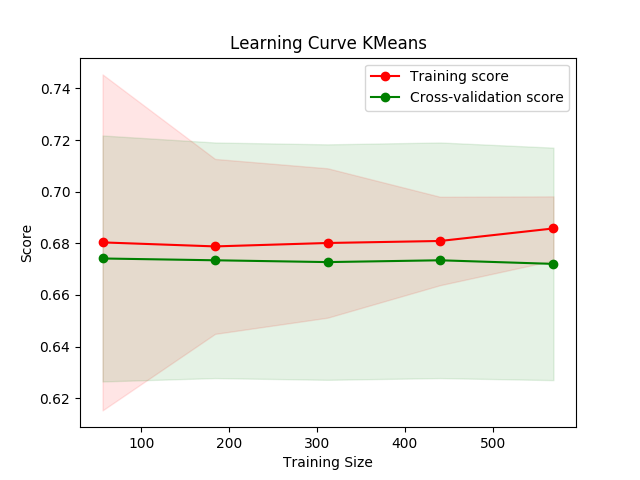 Learning Curve KMeans
Training score
Cross-validation score
0.74
0.72
0.70
0.68
0.66
0.64
0.62
Score
100 200 300 400 500
Training Size